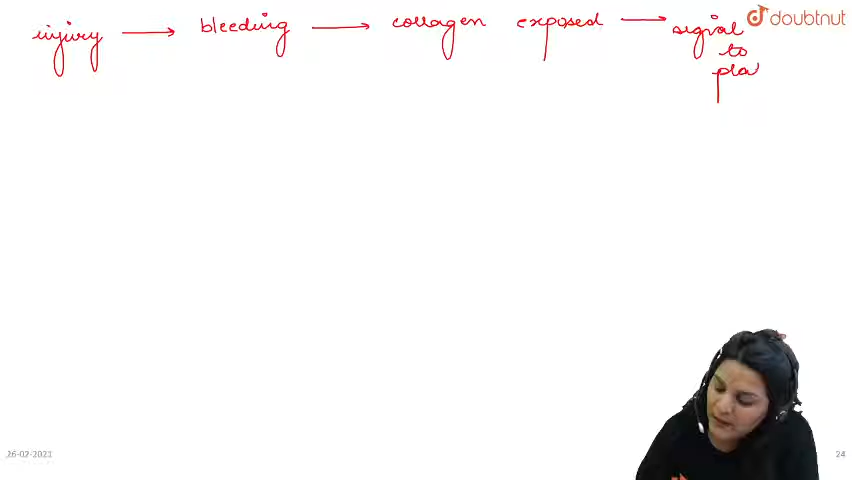 injury → bleeding → collagen exposed → signal
to
pla
doubtnut
26-02-2021
24